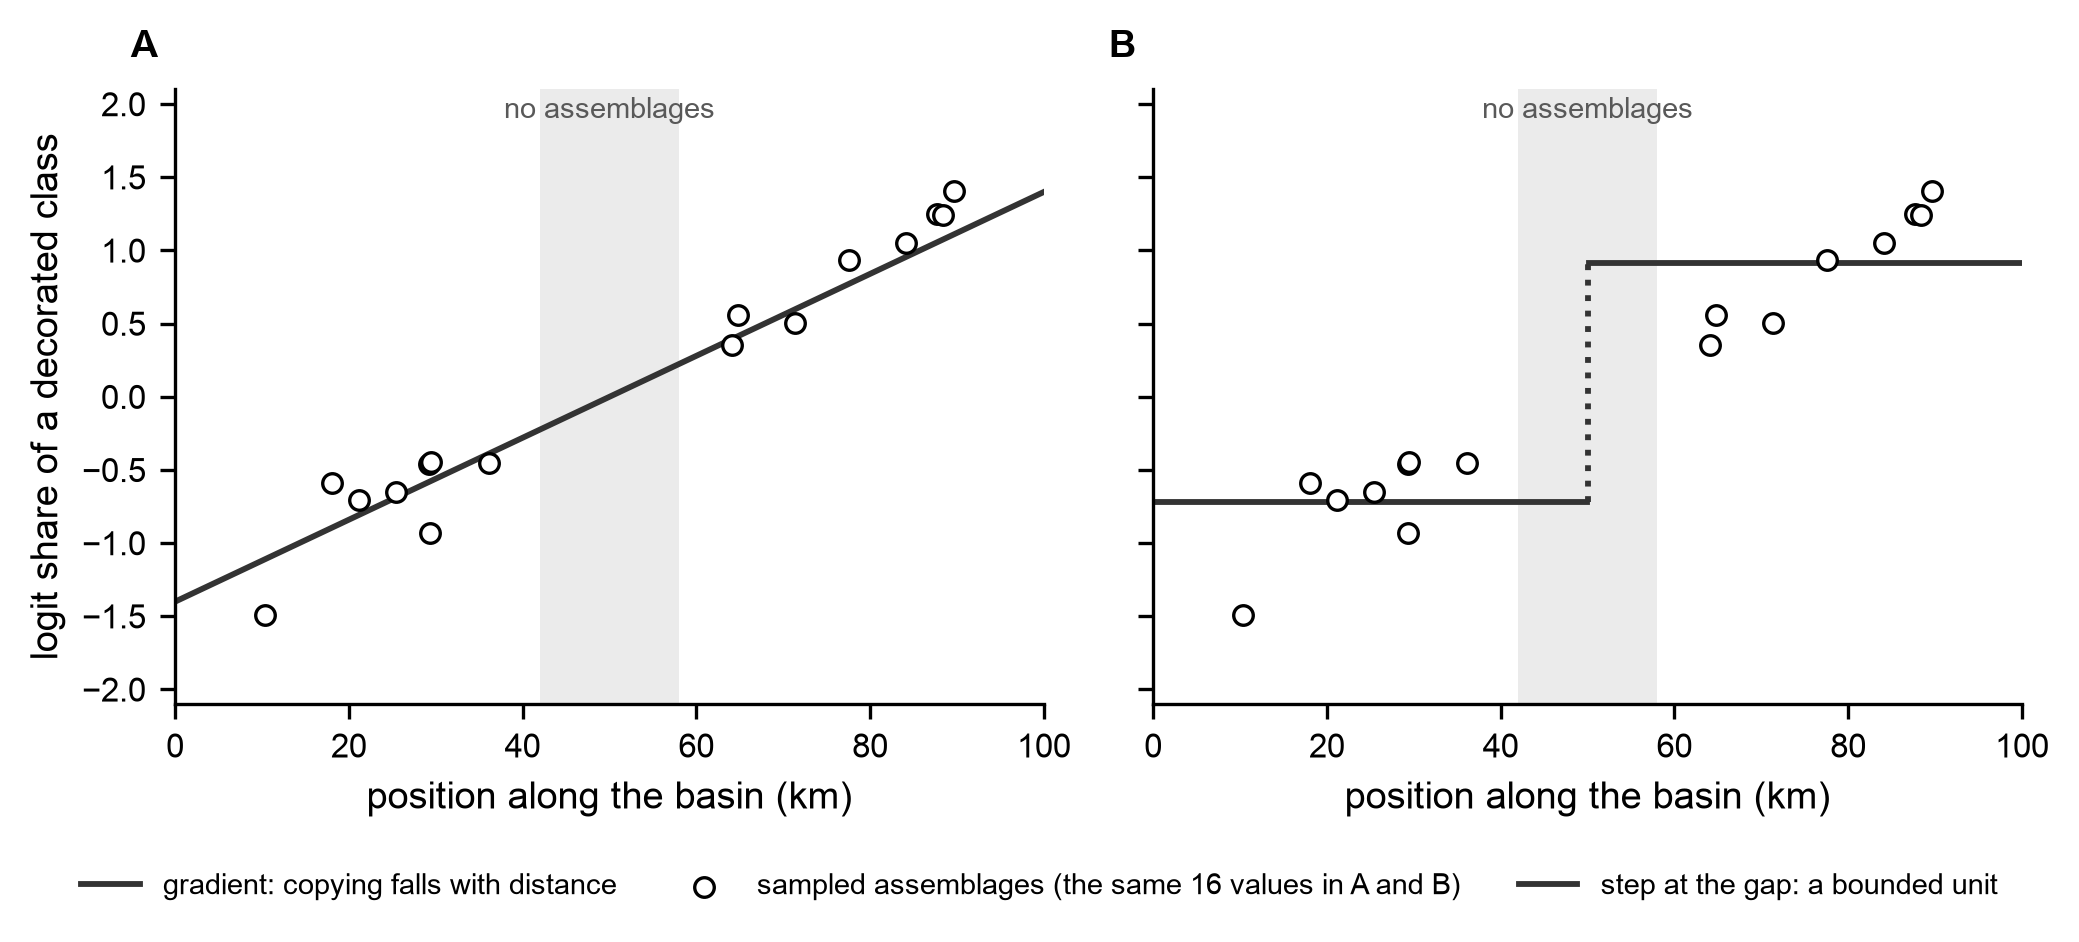 A
B
logit share of a decorated class
2.0
1.5
1.0
0.5
0.0
−0.5
−1.0
−1.5
−2.0
no assemblages
0 20 40 60 80 100
position along the basin (km)
no assemblages
0 20 40 60 80 100
position along the basin (km)
gradient: copying falls with distance
sampled assemblages (the same 16 values in A and B)
step at the gap: a bounded unit